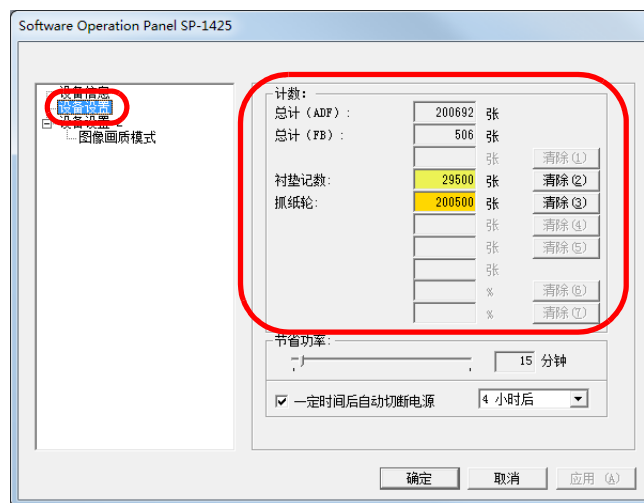 Software Operation Panel SP-1425
设备信息
设备设置
设备设置 2
图像画质模式
计数:
总计 (ADF) : 200692 张
总计 (FB) : 506 张
张 清除(1)
衬垫记数: 29500 张 清除(2)
抓纸轮: 200500 张 清除(3)
张 清除(4)
张 清除(5)
张
% 清除(6)
% 清除(7)
节省功率:
15 分钟
一定时间后自动切断电源 4 小时后
确定 取消 应用 (A)